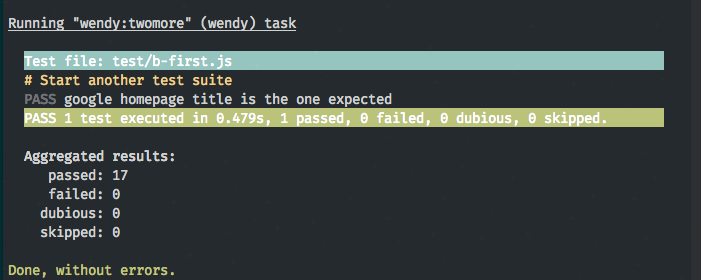 Running "wendy:twomore" (wendy) task
Test file: test/b-first.js
# Start another test suite
PASS google homepage title is the one expected
PASS 1 test executed in 0.479s, 1 passed, 0 failed, 0 dubious, 0 skipped.
Aggregated results:
passed: 17
failed: 0
dubious: 0
skipped: 0
Done, without errors.